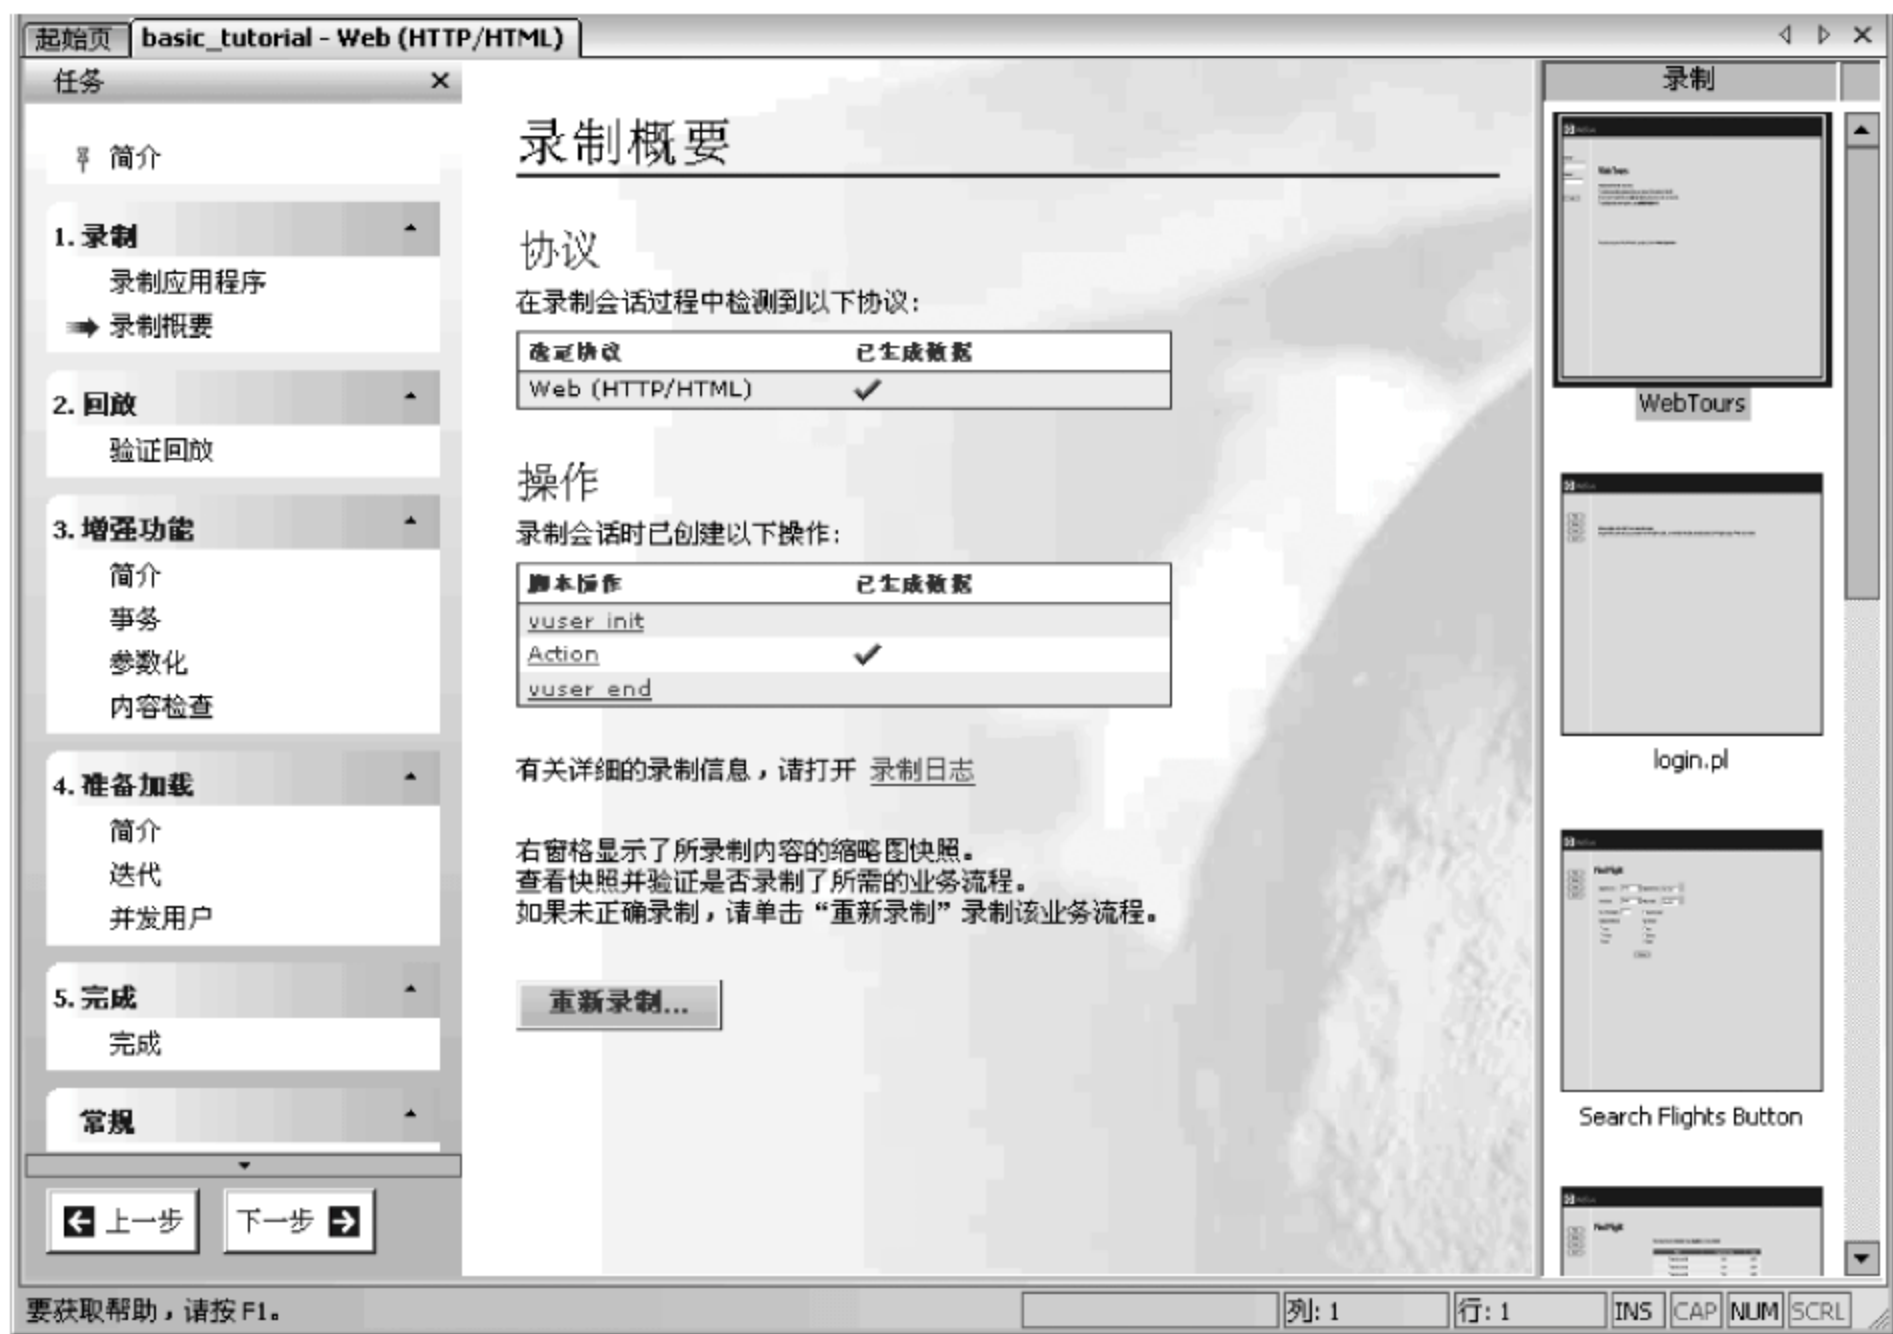 起始页
basic_tutorial - Web (HTTP/HTML)
任务
简介
1. 录制
录制应用程序
录制概要
2. 回放
验证回放
3. 增强功能
简介
事务
参数化
内容检查
4. 准备加载
简介
迭代
并发用户
5. 完成
完成
常规
上一步
下一步
录制概要
协议
在录制会话过程中检测到以下协议：
已生成数据
Web (HTTP/HTML)
操作
录制会话时已创建以下操作：
脚本操作 已生成数据
vuser_init
Action
vuser_end
有关详细的录制信息，请打开 录制日志
右窗格显示了所录制内容的缩略图快照。
查看快照并验证是否录制了所需的业务流程。
如果未正确录制，请单击“重新录制”录制该业务流程。
重新录制...
录制
WebTours
login.pl
Search Flights Button
要获取帮助，请按 F1。
列: 1
行: 1
INS
CAP
NUM
SCRL